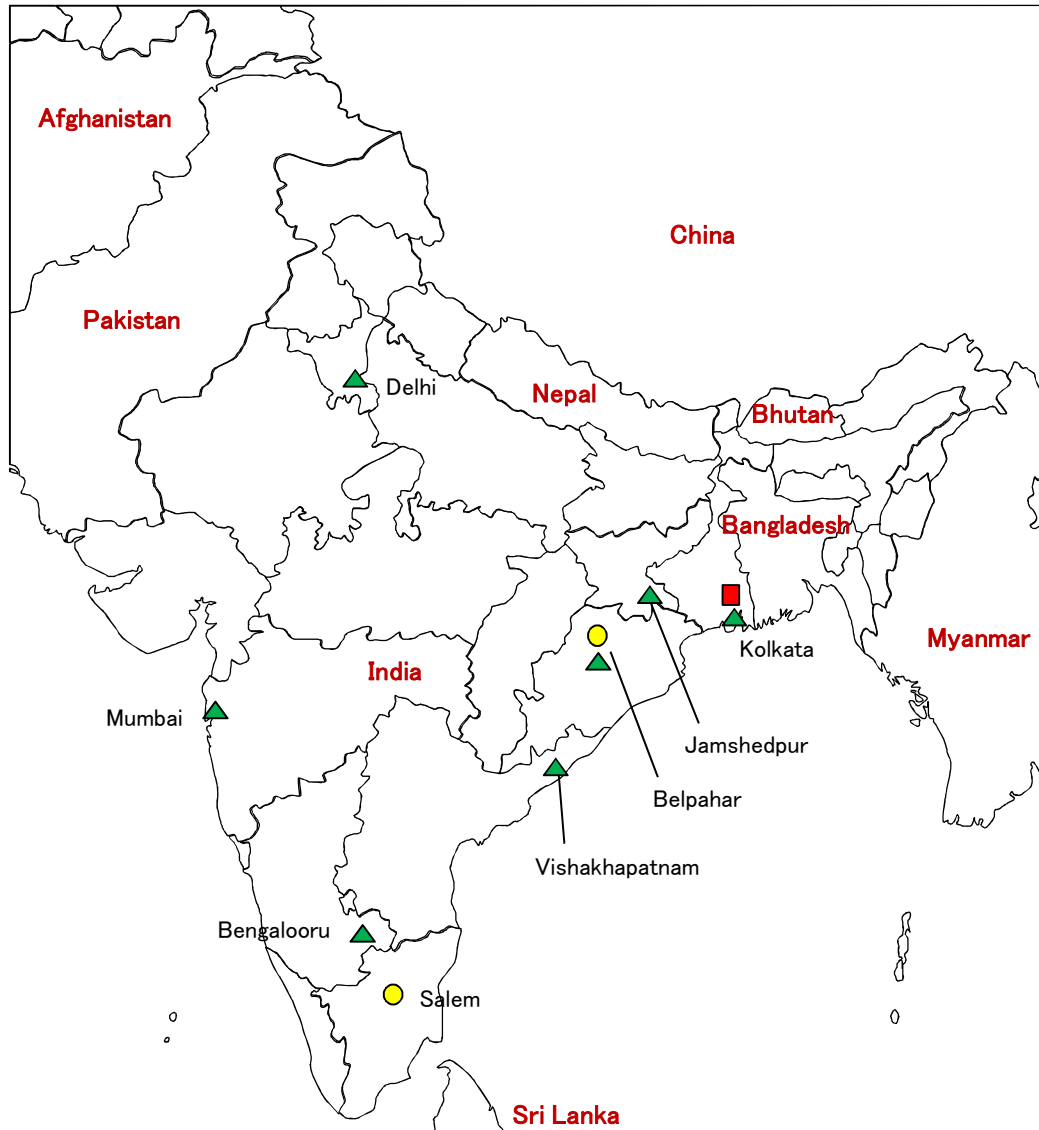 Afghanistan
China
Pakistan
Delhi
Nepal
Bhutan
Bangladesh
Kolkata
Myanmar
India
Mumbai
Jamshedpur
Belpahar
Vishakhapatnam
Bengalooru
Salem
Sri Lanka